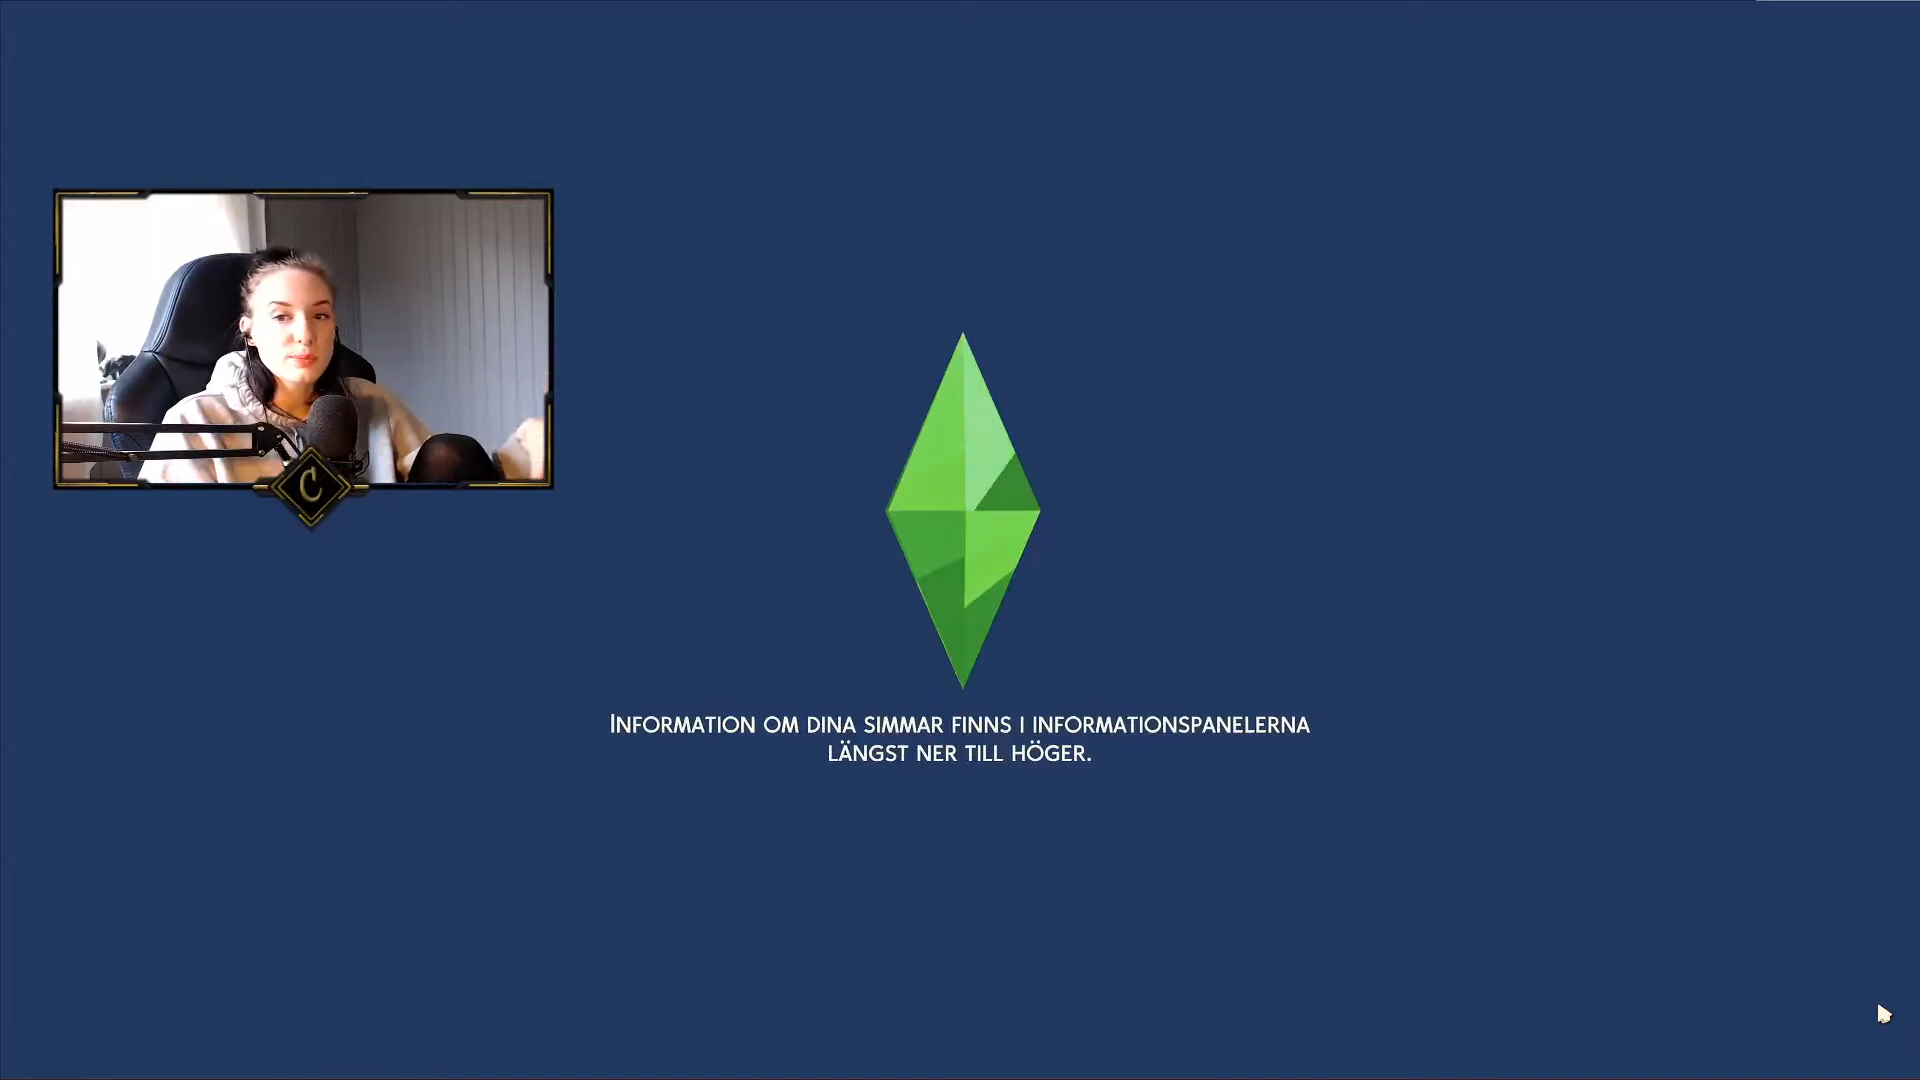 C
INFORMATION OM DINA SIMMAR FINNS I INFORMATIONSPANELERNA
LÄNGST NER TILL HÖGER.